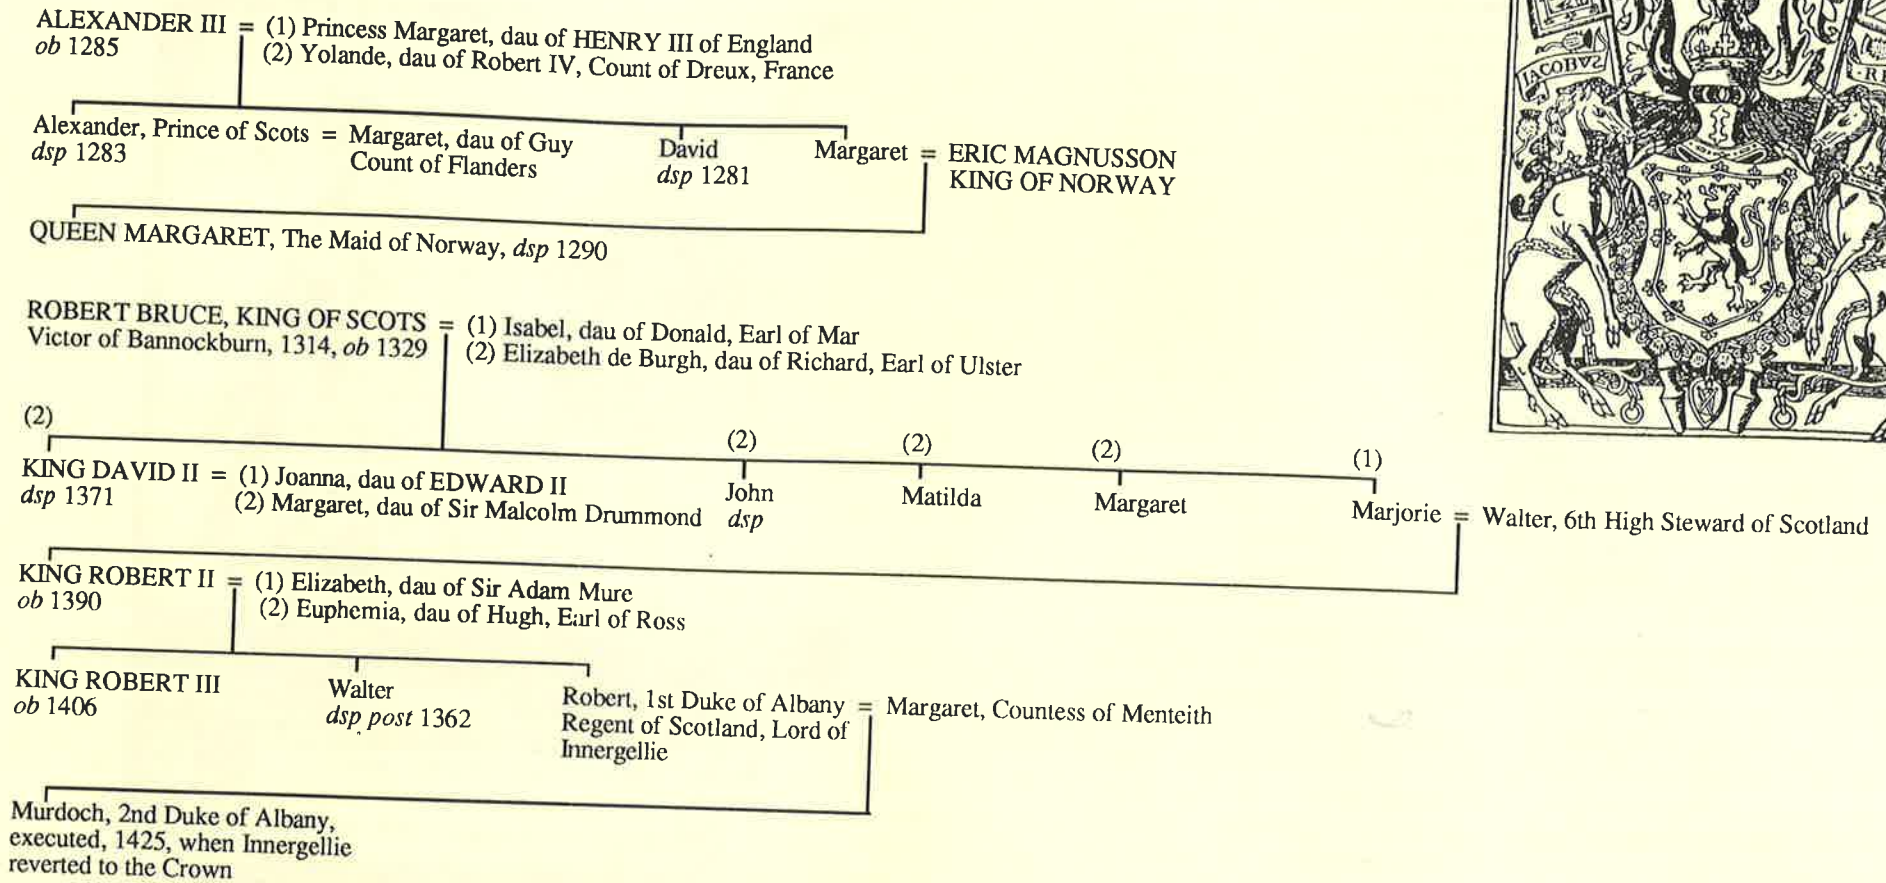 ALEXANDER III = (1) Princess Margaret, dau of HENRY III of England
ob 1285 (2) Yolande, dau of Robert IV, Count of Dreux, France
JACOBVS
Alexander, Prince of Scots = Margaret, dau of Guy David Margaret = ERIC MAGNUSSON
dsp 1283 Count of Flanders dsp 1281 KING OF NORWAY
QUEEN MARGARET, The Maid of Norway, dsp 1290
ROBERT BRUCE, KING OF SCOTS = (1) Isabel, dau of Donald, Earl of Mar
Victor of Bannockburn, 1314, ob 1329 (2) Elizabeth de Burgh, dau of Richard, Earl of Ulster
(2) (2) (2) (2) (1)
KING DAVID II = (1) Joanna, dau of EDWARD II John Matilda Margaret Marjorie = Walter, 6th High Steward of Scotland
dsp 1371 (2) Margaret, dau of Sir Malcolm Drummond dsp
KING ROBERT II = (1) Elizabeth, dau of Sir Adam Mure
ob 1390 (2) Euphemia, dau of Hugh, Earl of Ross
KING ROBERT III Walter Robert, 1st Duke of Albany = Margaret, Countess of Menteith
ob 1406 dsp post 1362 Regent of Scotland, Lord of
Innergellie
Murdoch, 2nd Duke of Albany,
executed, 1425, when Innergellie
reverted to the Crown